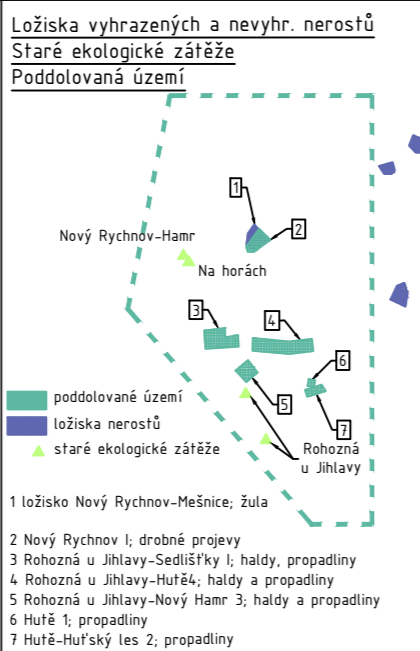 Ložiska vyhrazených a nevyhr. nerostů
Staré ekologické zátěže
Poddolovaná území
1
2
Nový Rychnov-Hamr
Na horách
3
4
6
5
7
Rohozná
u Jihlavy
poddolované území
ložiska nerostů
staré ekologické zátěže
1 ložisko Nový Rychnov-Mešnice; žula
2 Nový Rychnov I; drobné projevy
3 Rohozná u Jihlavy-Sedlišťky I; haldy, propadliny
4 Rohozná u Jihlavy-Hutě4; haldy a propadliny
5 Rohozná u Jihlavy-Nový Hamr 3; haldy a propadliny
6 Hutě 1; propadliny
7 Hutě-Huťský les 2; propadliny